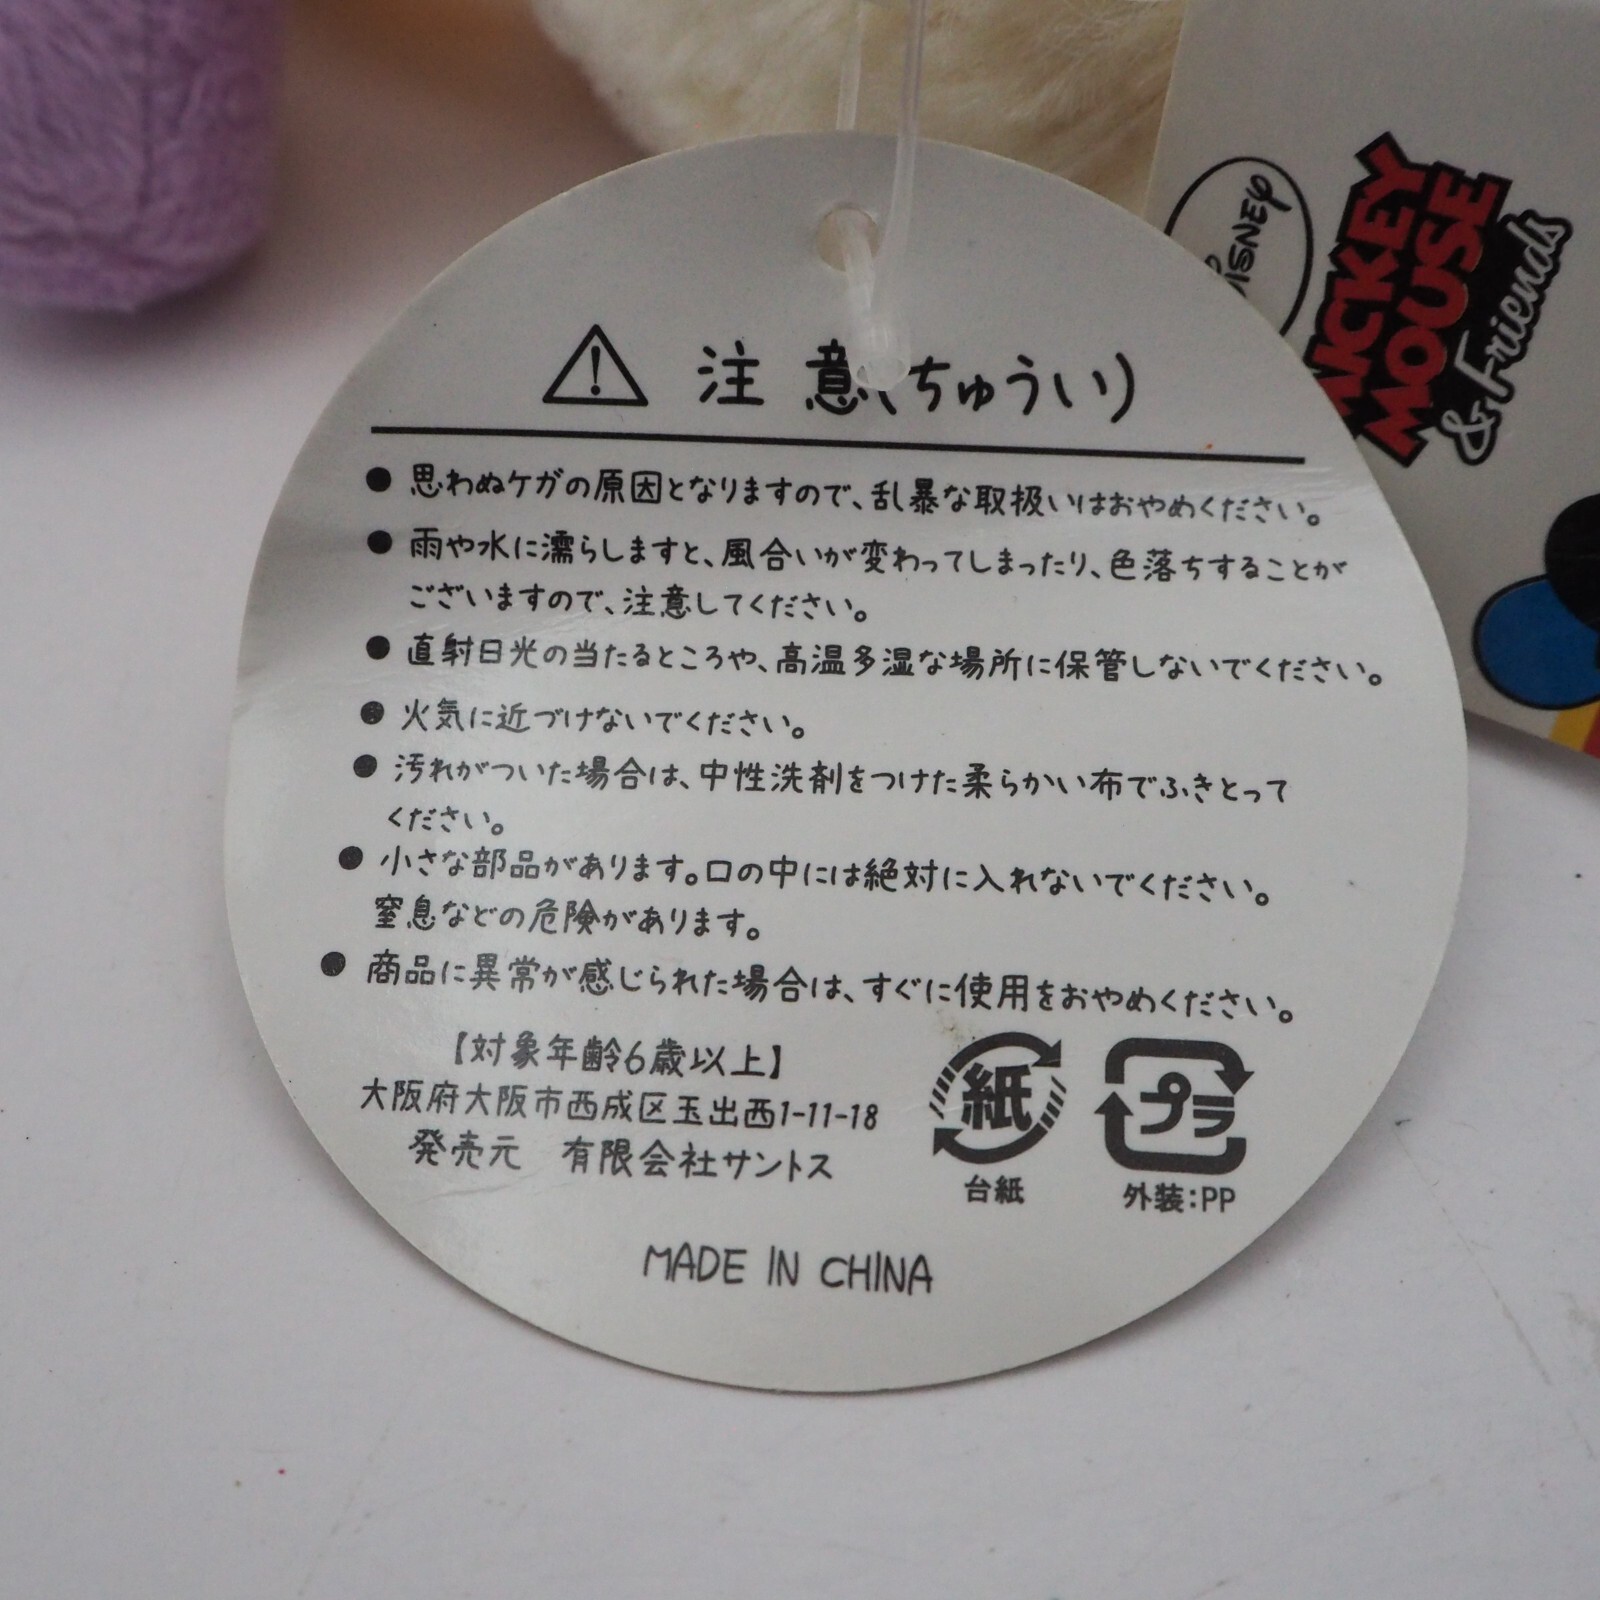 ⚠ 注意(ちゅうい)
● 思わぬケガの原因となりますので、乱暴な取扱いはおやめください。
● 雨や水に濡らしますと、風合いが変わってしまったり、色落ちすることが
ございますので、注意してください。
● 直射日光の当たるところや、高温多湿な場所に保管しないでください。
● 火気に近づけないでください。
● 汚れがついた場合は、中性洗剤をつけた柔らかい布でふきとって
ください。
● 小さな部品があります。口の中には絶対に入れないでください。
窒息などの危険があります。
● 商品に異常が感じられた場合は、すぐに使用をおやめください。
【対象年齢6歳以上】
大阪府大阪市西成区玉出西1-11-18
発売元 有限会社サントス
紙
台紙
プラ
外装:PP
MADE IN CHINA
DISNEY
MICKEY
MOUSE
& Friends